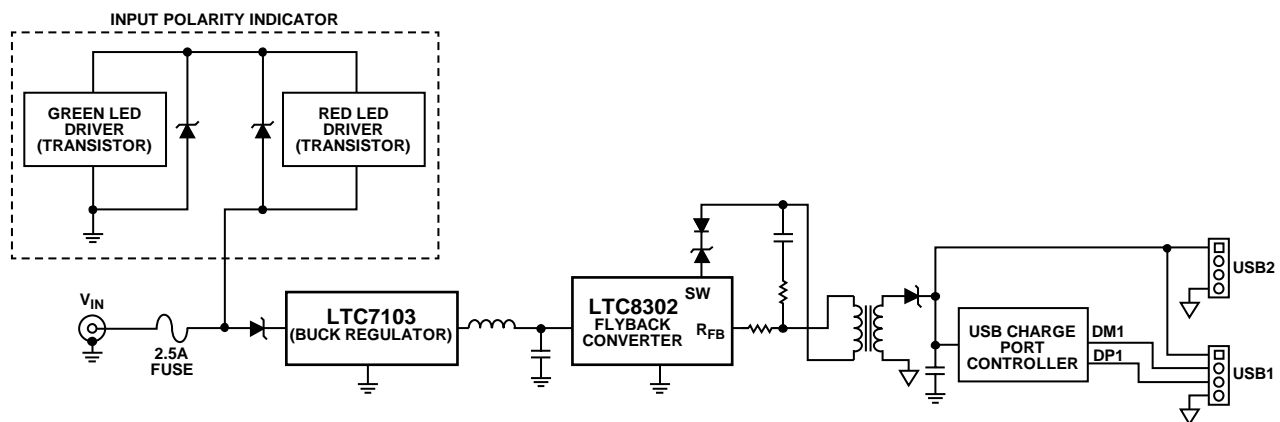 INPUT POLARITY INDICATOR
GREEN LED
DRIVER
(TRANSISTOR)
RED LED
DRIVER
(TRANSISTOR)
VIN
2.5A
FUSE
LTC7103
(BUCK REGULATOR)
LTC8302
FLYBACK
CONVERTER
SW
RFB
USB CHARGE
PORT
CONTROLLER
DM1
DP1
USB2
USB1